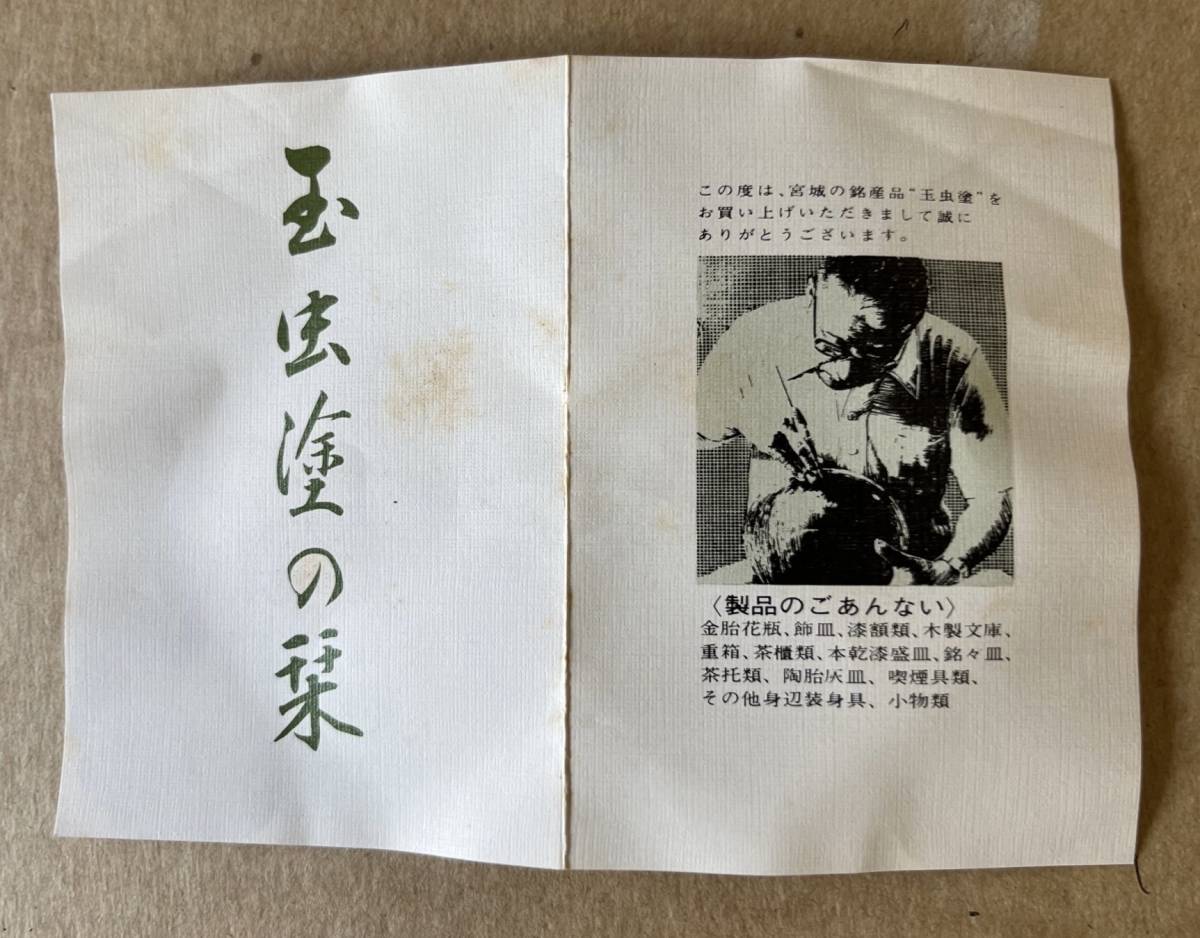 玉虫塗の栞
この度は、宮城の銘産品“玉虫塗”を
お買い上げいただきまして誠に
ありがとうございます。
〈製品のごあんない〉
金胎花瓶、飾皿、漆額類、木製文庫、
重箱、茶櫃類、本乾漆盛皿、銘々皿、
茶托類、陶胎灰皿、喫煙具類、
その他身辺装身具、小物類